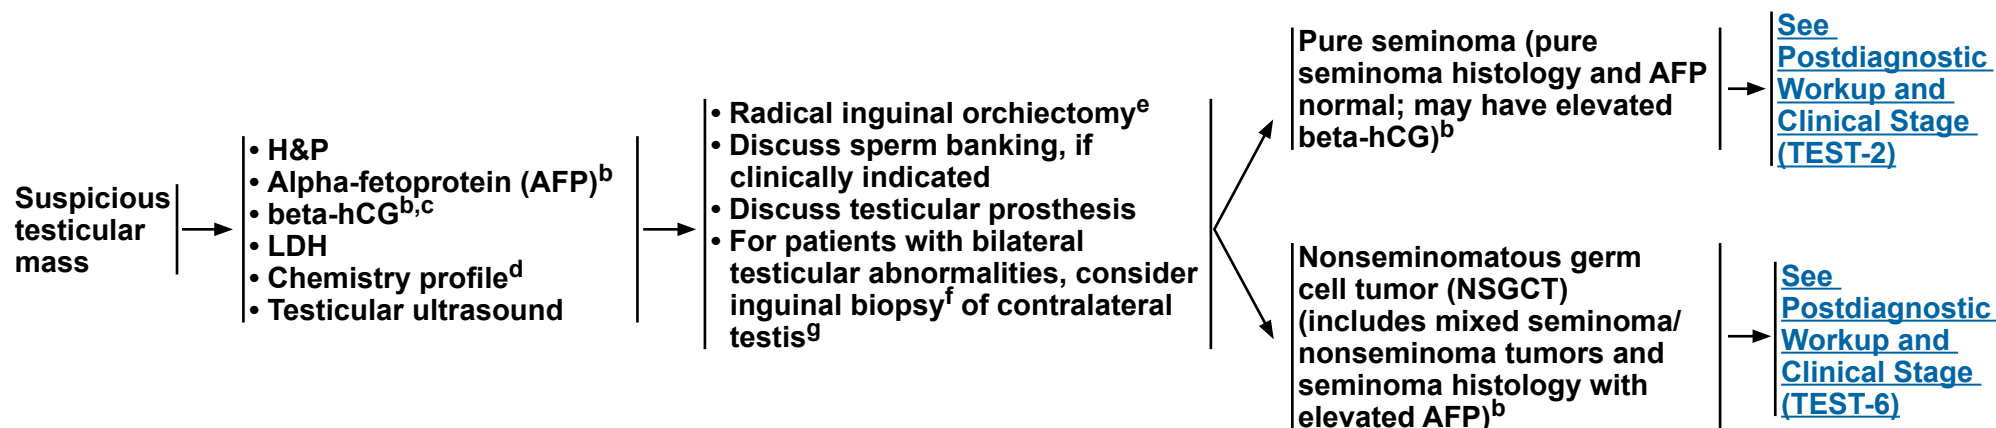 Suspicious
testicular
mass
• H&P
• Alpha-fetoprotein (AFP)b
• beta-hCGb,c
• LDH
• Chemistry profiled
• Testicular ultrasound
• Radical inguinal orchiectomye
• Discuss sperm banking, if
clinically indicated
• Discuss testicular prosthesis
• For patients with bilateral
testicular abnormalities, consider
inguinal biopsyf of contralateral
testisg
Pure seminoma (pure
seminoma histology and AFP
normal; may have elevated
beta-hCG)b
See
Postdiagnostic
Workup and
Clinical Stage
(TEST-2)
Nonseminomatous germ
cell tumor (NSGCT)
(includes mixed seminoma/
nonseminoma tumors and
seminoma histology with
elevated AFP)b
See
Postdiagnostic
Workup and
Clinical Stage
(TEST-6)